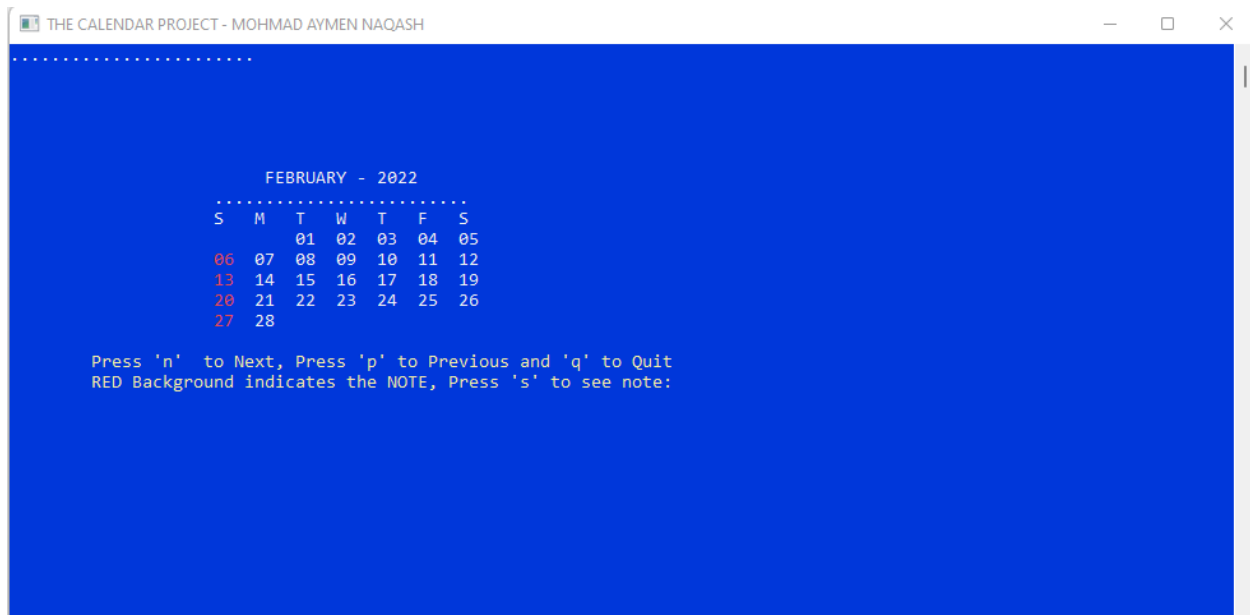 THE CALENDAR PROJECT - MOHMAD AYMEN NAQASH
........................
FEBRUARY - 2022
.........................
S M T W T F S
01 02 03 04 05
06 07 08 09 10 11 12
13 14 15 16 17 18 19
20 21 22 23 24 25 26
27 28
Press 'n'  to Next, Press 'p' to Previous and 'q' to Quit
RED Background indicates the NOTE, Press 's' to see note: